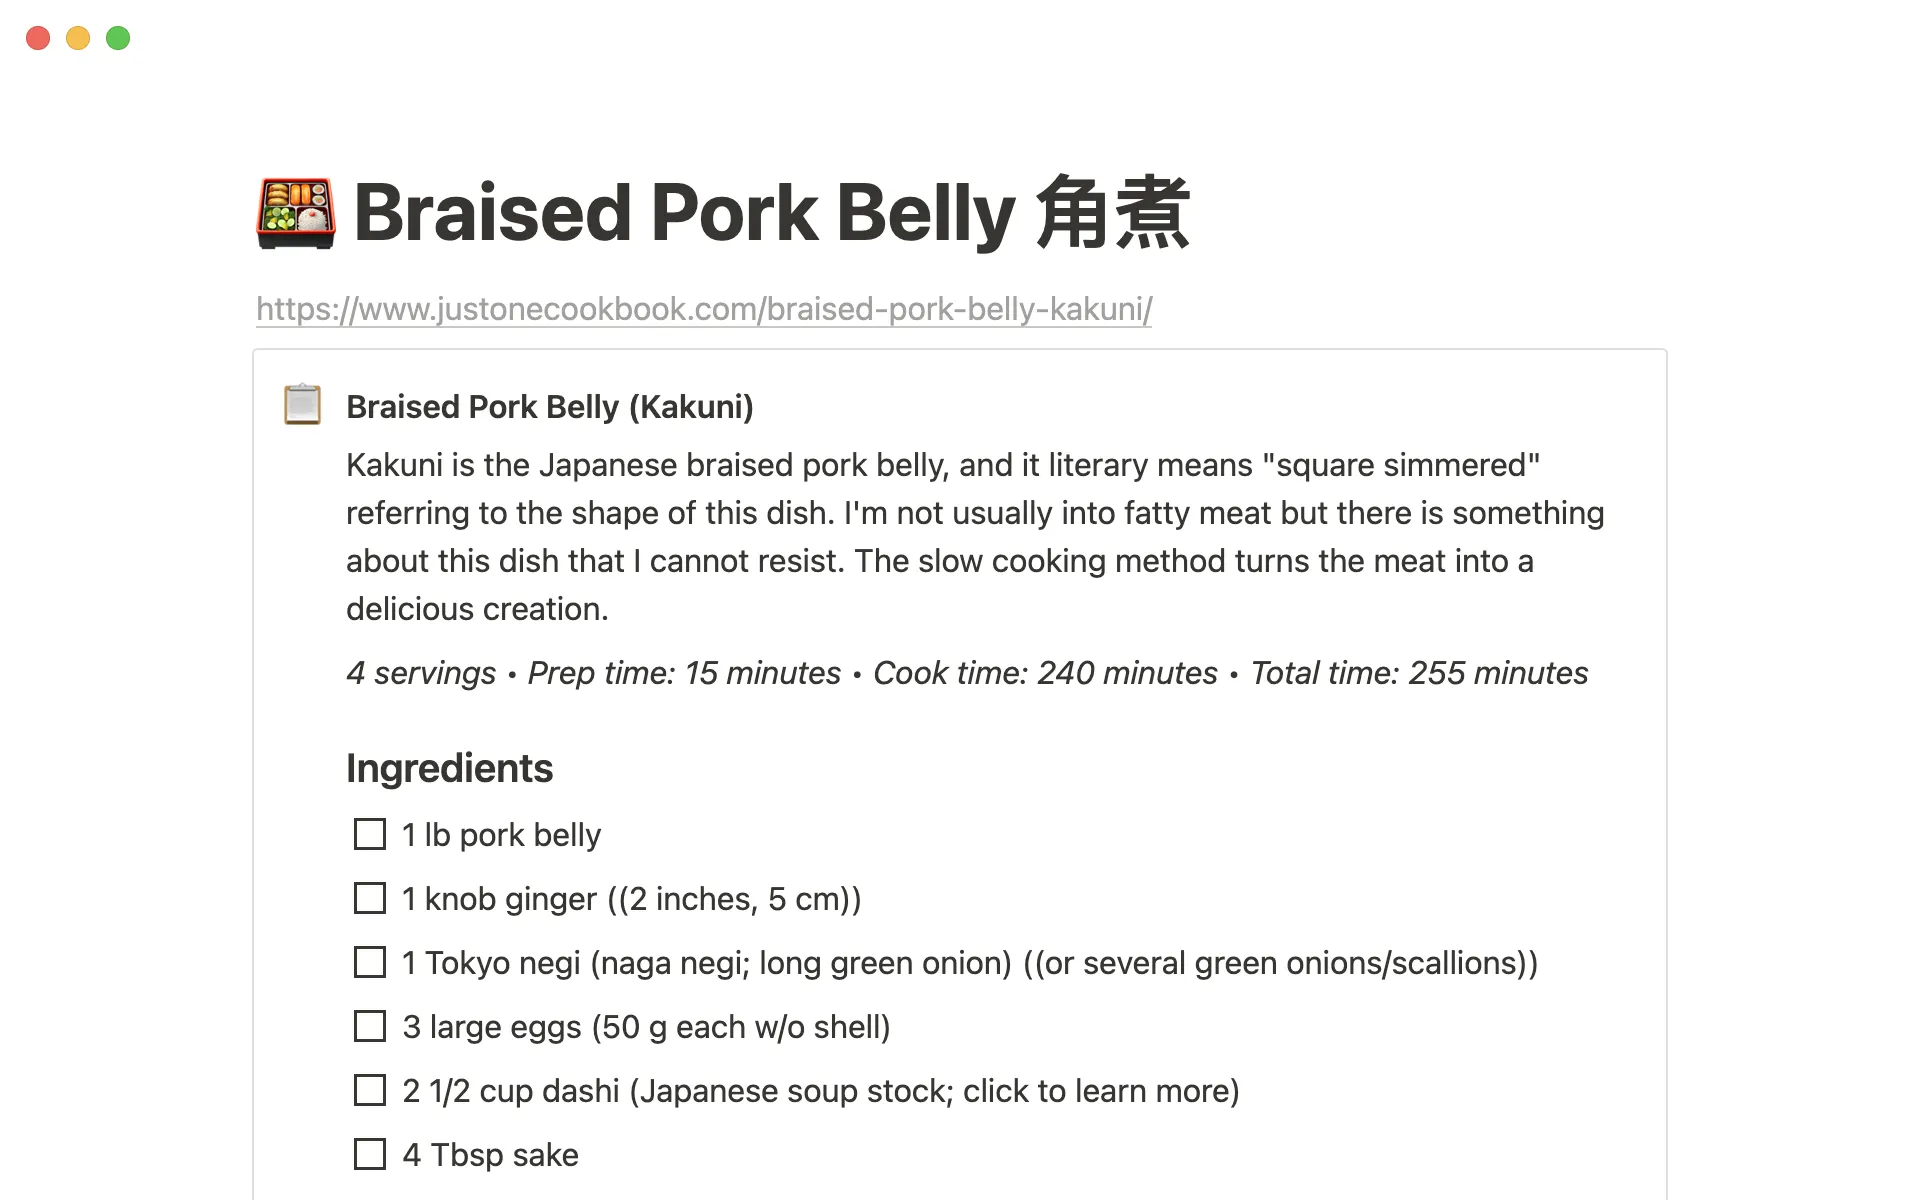 Braised Pork Belly 角煮
https://www.justonecookbook.com/braised-pork-belly-kakuni/
Braised Pork Belly (Kakuni)
Kakuni is the Japanese braised pork belly, and it literary means "square simmered"
referring to the shape of this dish. I'm not usually into fatty meat but there is something
about this dish that I cannot resist. The slow cooking method turns the meat into a
delicious creation.
4 servings • Prep time: 15 minutes • Cook time: 240 minutes • Total time: 255 minutes
Ingredients
1 lb pork belly
1 knob ginger ((2 inches, 5 cm))
1 Tokyo negi (naga negi; long green onion) ((or several green onions/scallions))
3 large eggs (50 g each w/o shell)
2 1/2 cup dashi (Japanese soup stock; click to learn more)
4 Tbsp sake